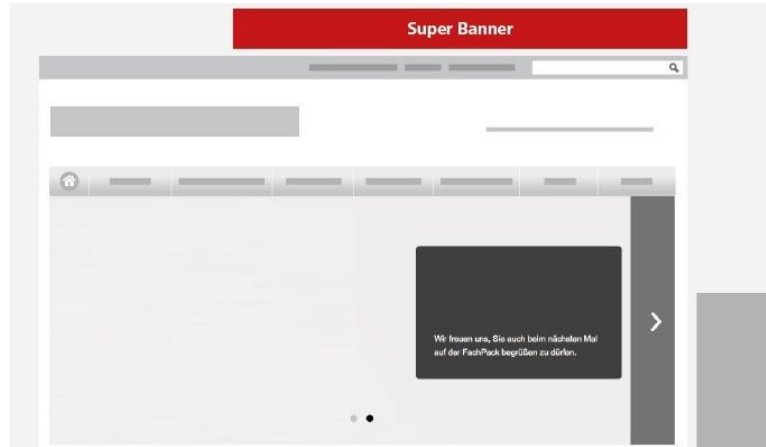 Super Banner
Wir freuen uns, Sie auch beim nächsten Mal
auf der FachPack begrüßen zu dürfen.